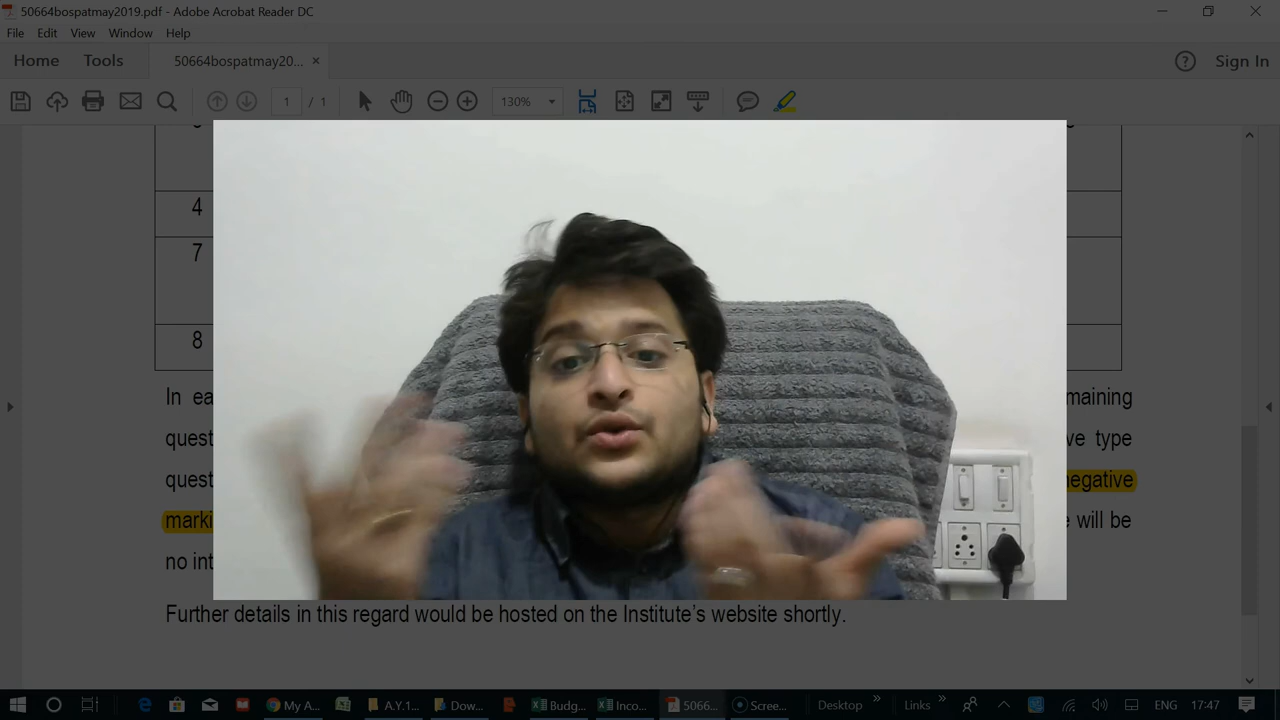 50664bospatmay2019.pdf - Adobe Acrobat Reader DC
File Edit View Window Help
Home Tools 50664bospatmay20... × ? Sign In
1 / 1 130%
4
7
8
In ea maining
quest ve type
quest negative
marki will be
no int
Further details in this regard would be hosted on the Institute's website shortly.
My A... A.Y.1... Dow... Budg... Inco... 5066... Scree... Desktop » Links » ENG 17:47